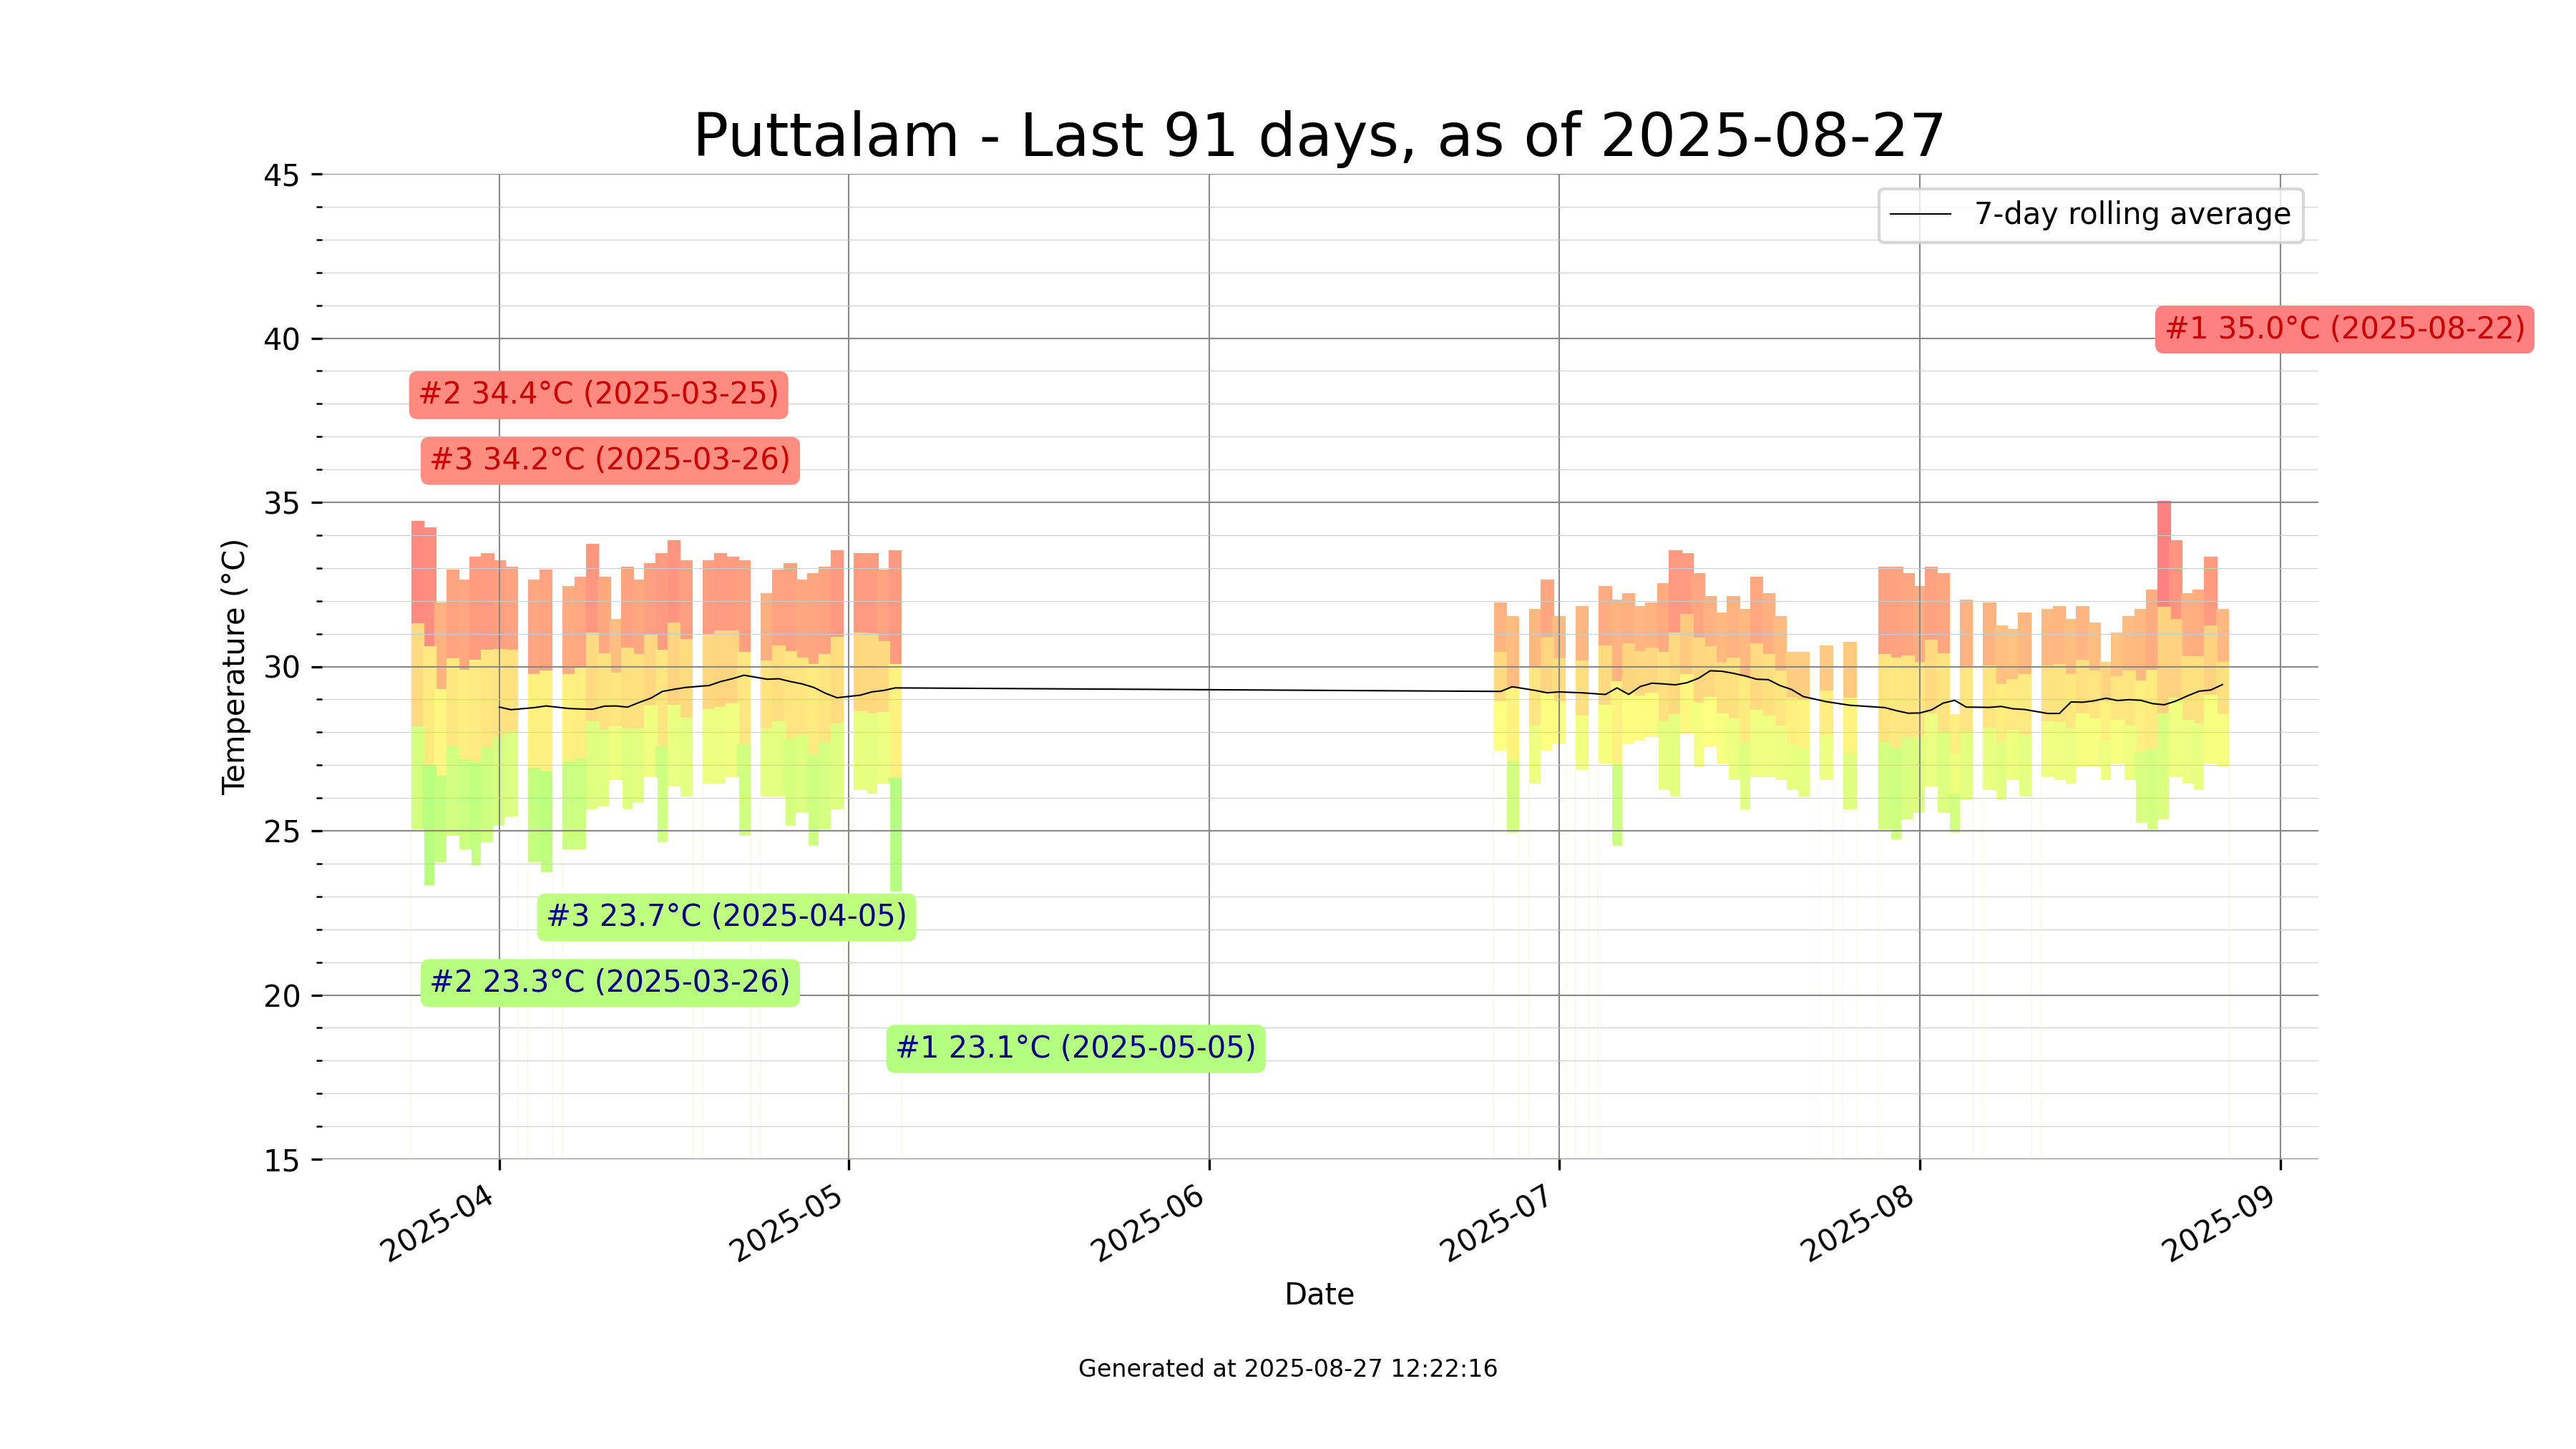 Puttalam - Last 91 days, as of 2025-08-27
45
40
35
30
25
20
15
Temperature (°C)
7-day rolling average
#1 35.0°C (2025-08-22)
#2 34.4°C (2025-03-25)
#3 34.2°C (2025-03-26)
#3 23.7°C (2025-04-05)
#2 23.3°C (2025-03-26)
#1 23.1°C (2025-05-05)
2025-04
2025-05
2025-06
2025-07
2025-08
2025-09
Date
Generated at 2025-08-27 12:22:16